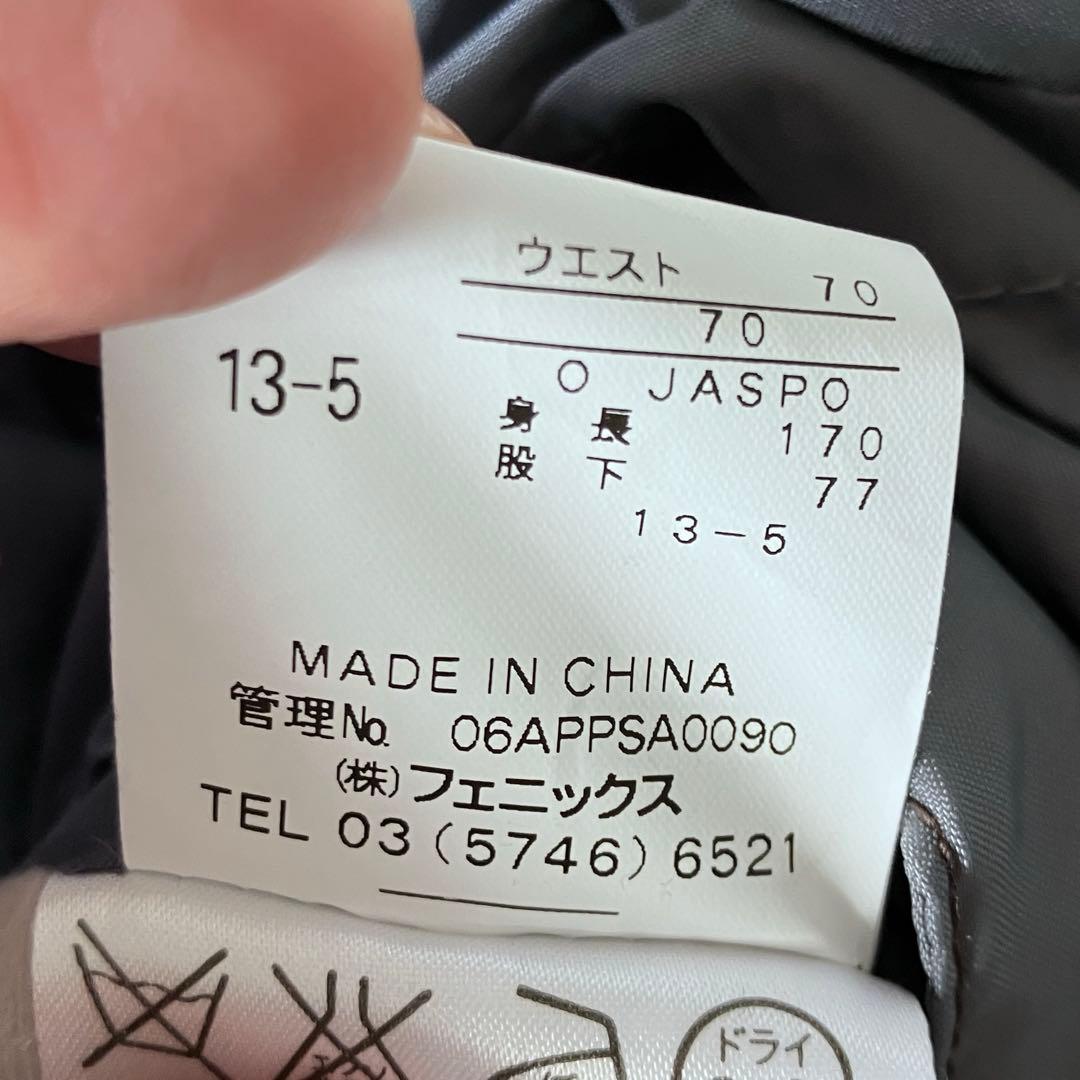 ウエスト 70
70
13-5
O JASPO
身長 170
股下 77
13-5
MADE IN CHINA
管理No. 06APPSA0090
(株)フェニックス
TEL 03(5746)6521
ドライ